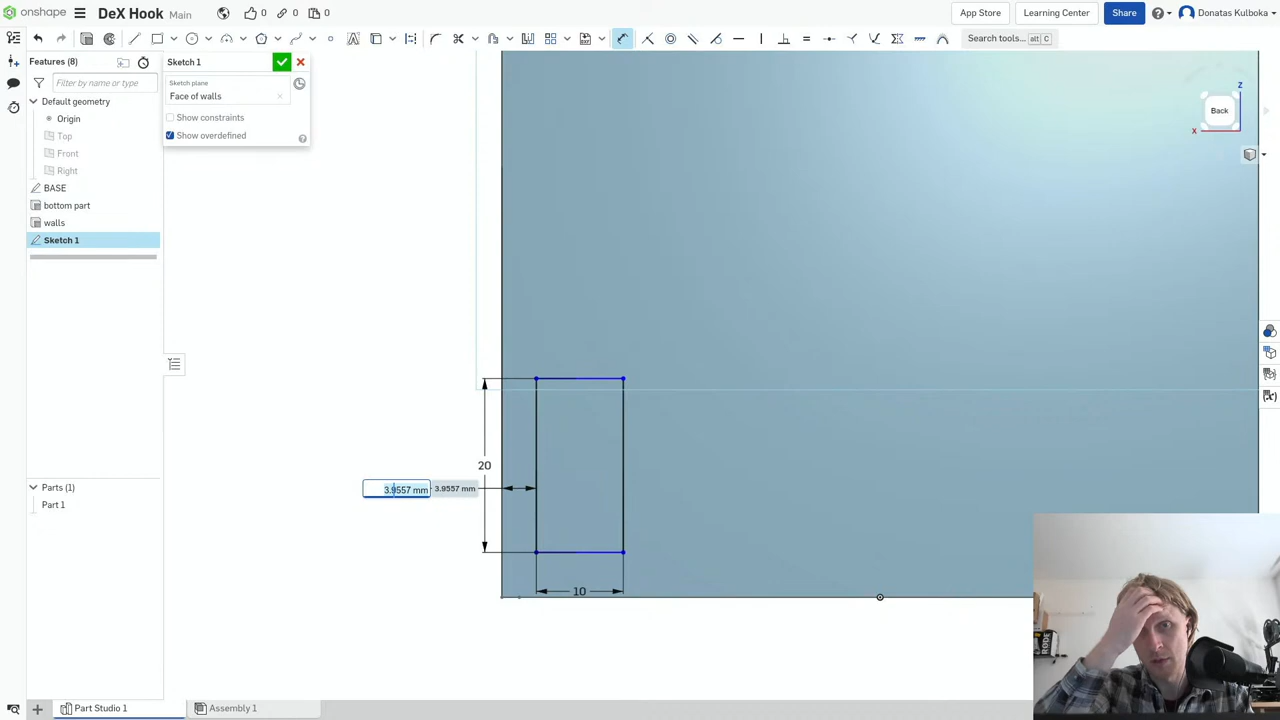 onshape DeX Hook Main 0 0 0 App Store Learning Center Share Donatas Kulboka
Search tools... alt C
Features (8)
Filter by name or type
Default geometry
Origin
Top
Front
Right
BASE
bottom part
walls
Sketch 1
Sketch 1
Sketch plane
Face of walls
Show constraints
Show overdefined
Z
Back
X
20
3.9557 mm 3.9557 mm
10
Parts (1)
Part 1
RØDE
Part Studio 1 Assembly 1